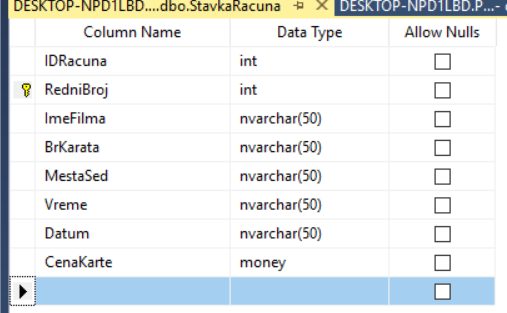 DESKTOP-NPD1LBD....dbo.StavkaRacuna DESKTOP-NPD1LBD.P...-
Column Name Data Type Allow Nulls
IDRacuna int
RedniBroj int
ImeFilma nvarchar(50)
BrKarata nvarchar(50)
MestaSed nvarchar(50)
Vreme nvarchar(50)
Datum nvarchar(50)
CenaKarte money